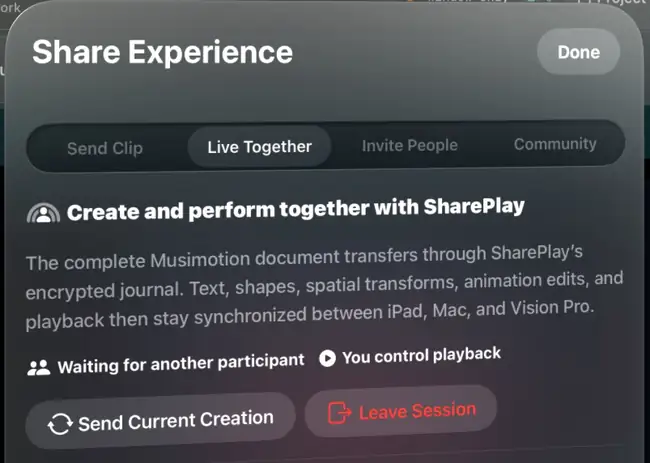 Share Experience
Done
Send Clip
Live Together
Invite People
Community
Create and perform together with SharePlay
The complete Musimotion document transfers through SharePlay’s
encrypted journal. Text, shapes, spatial transforms, animation edits, and
playback then stay synchronized between iPad, Mac, and Vision Pro.
Waiting for another participant
You control playback
Send Current Creation
Leave Session